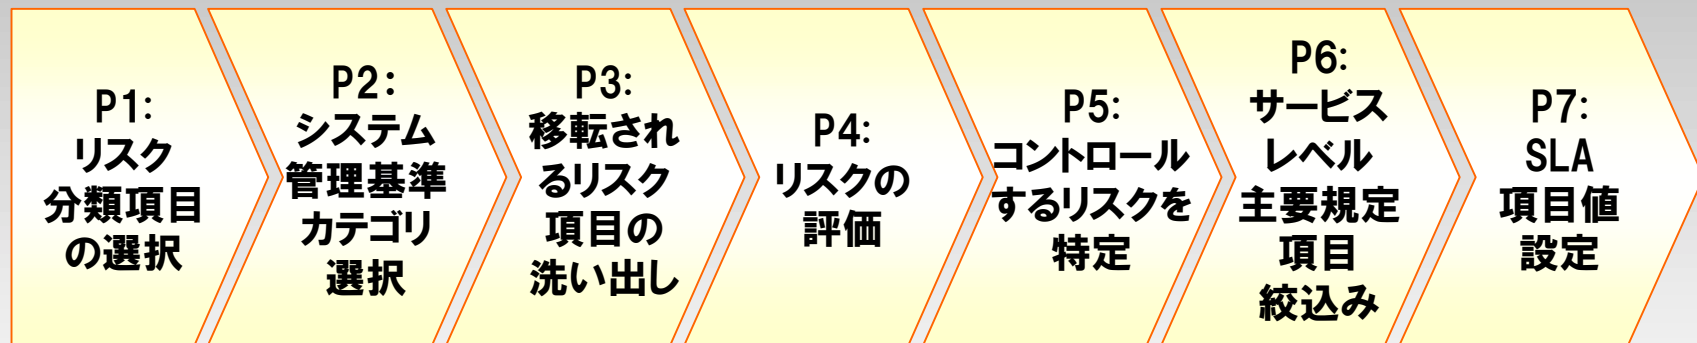 P1:
リスク
分類項目
の選択
P2:
システム
管理基準
カテゴリ
選択
P3:
移転され
るリスク
項目の
洗い出し
P4:
リスクの
評価
P5:
コントロール
するリスクを
特定
P6:
サービス
レベル
主要規定
項目
絞込み
P7:
SLA
項目値
設定